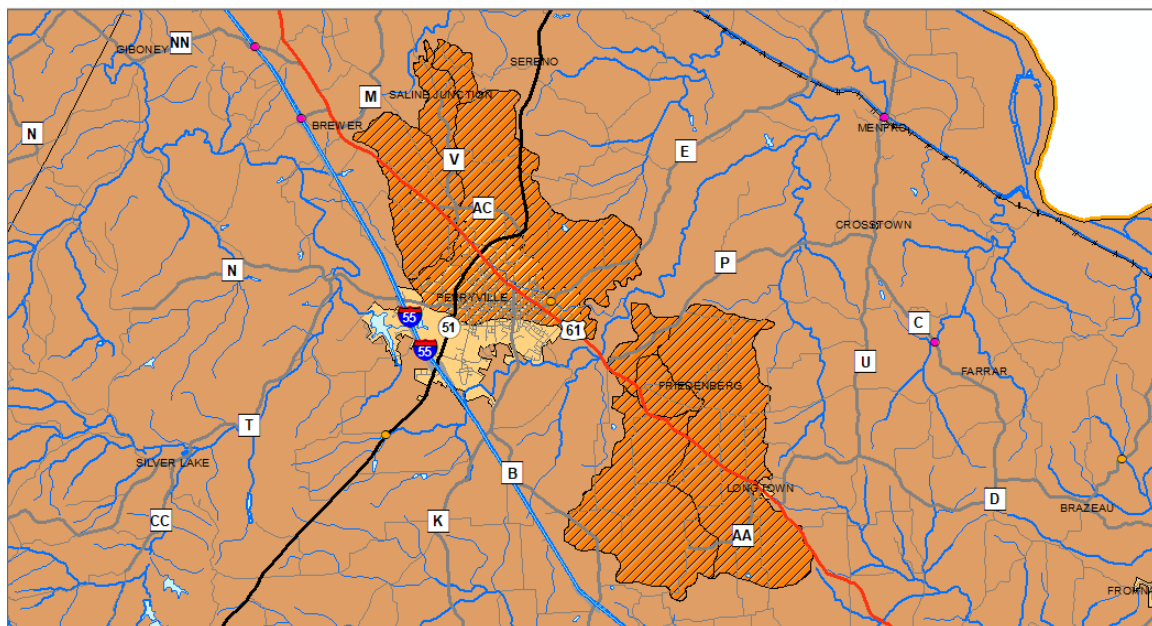 GIBONEY
NN
SERENO
M
SALINE JUNCTION
BREWER
N
MENFRO
E
V
AC
CROSSTOWN
N
P
PERRYVILLE
55
51
61
C
55
U
FARRAR
FRIEDENBERG
T
SILVER LAKE
B
LONGTOWN
D
BRAZEAU
CC
K
AA
FROHN